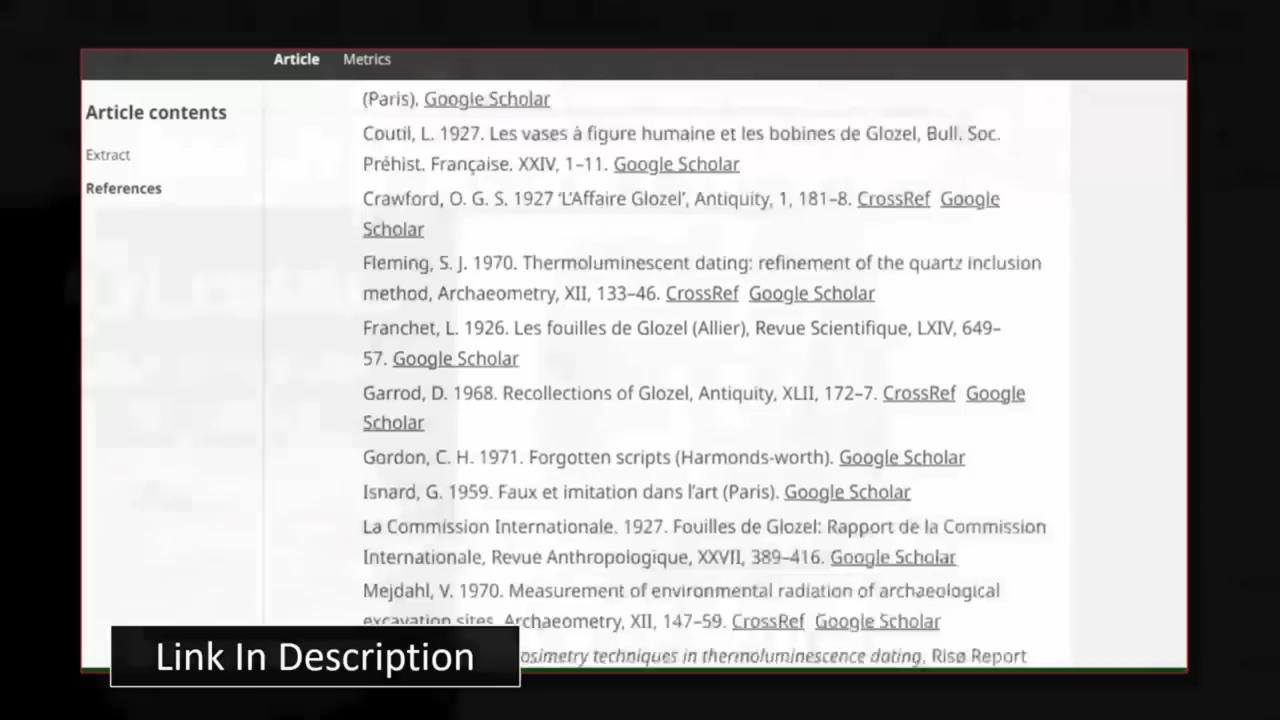 Article Metrics
Article contents
Extract
References
(Paris). Google Scholar
Coutil, L. 1927. Les vases à figure humaine et les bobines de Glozel, Bull. Soc.
Préhist. Française. XXIV, 1–11. Google Scholar
Crawford, O. G. S. 1927 ‘L’Affaire Glozel’, Antiquity, 1, 181–8. CrossRef Google
Scholar
Fleming, S. J. 1970. Thermoluminescent dating: refinement of the quartz inclusion
method, Archaeometry, XII, 133–46. CrossRef Google Scholar
Franchet, L. 1926. Les fouilles de Glozel (Allier), Revue Scientifique, LXIV, 649–
57. Google Scholar
Garrod, D. 1968. Recollections of Glozel, Antiquity, XLII, 172–7. CrossRef Google
Scholar
Gordon, C. H. 1971. Forgotten scripts (Harmonds-worth). Google Scholar
Isnard, G. 1959. Faux et imitation dans l’art (Paris). Google Scholar
La Commission Internationale. 1927. Fouilles de Glozel: Rapport de la Commission
Internationale, Revue Anthropologique, XXVII, 389–416. Google Scholar
Mejdahl, V. 1970. Measurement of environmental radiation of archaeological
excavation sites, Archaeometry, XII, 147–59. CrossRef Google Scholar
techniques in thermoluminescence dating, Risø Report
Link In Description